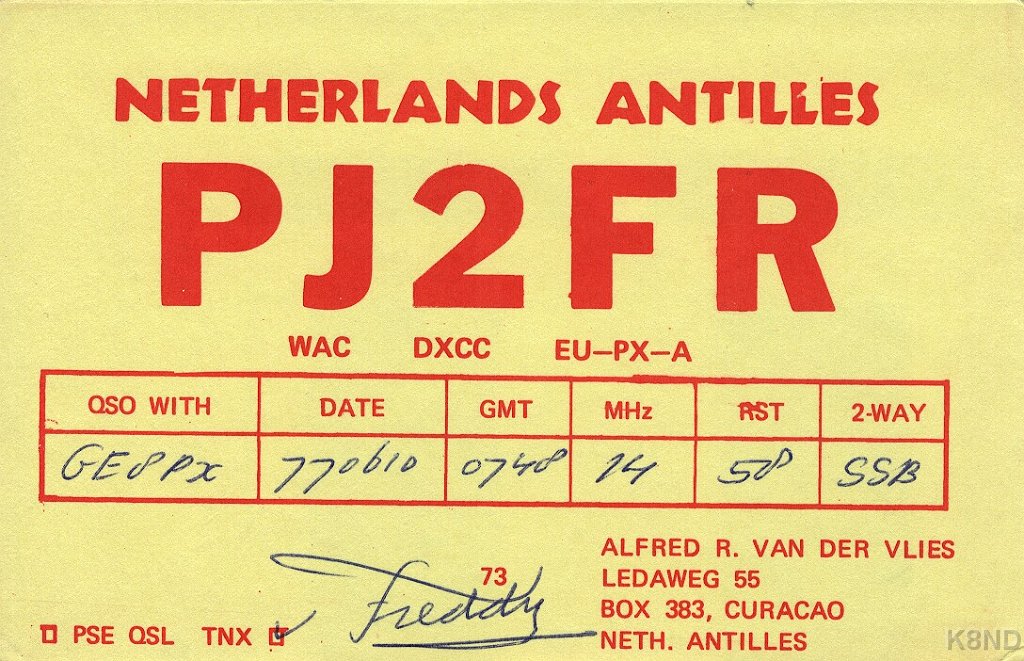 NETHERLANDS ANTILLES
PJ2FR
WAC DXCC EU-PX-A
QSO WITH DATE GMT MHz RST 2-WAY
GE8PX 770610 0748 14 58 SSB
73
Freddy
ALFRED R. VAN DER VLIES
LEDAWEG 55
BOX 383, CURACAO
NETH. ANTILLES
PSE QSL TNX
K8ND